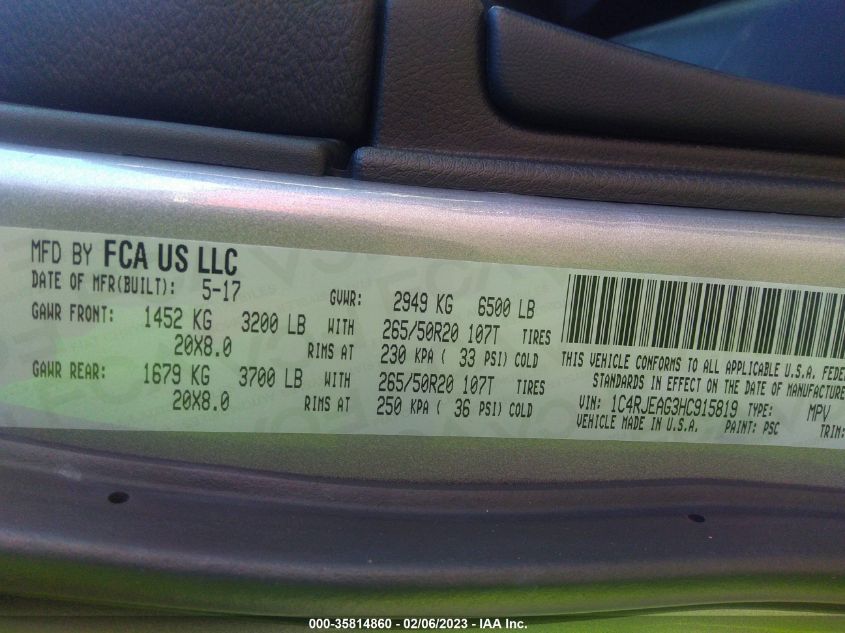 MFD BY FCA US LLC
DATE OF MFR(BUILT): 5-17
GVWR: 2949 KG 6500 LB
GAWR FRONT: 1452 KG 3200 LB WITH 265/50R20 107T TIRES
20X8.0 RIMS AT 230 KPA ( 33 PSI) COLD
GAWR REAR: 1679 KG 3700 LB WITH 265/50R20 107T TIRES
20X8.0 RIMS AT 250 KPA ( 36 PSI) COLD
THIS VEHICLE CONFORMS TO ALL APPLICABLE U.S.A. FEDE
STANDARDS IN EFFECT ON THE DATE OF MANUFACTURE
VIN: 1C4RJEAG3HC915819 TYPE: MPV
VEHICLE MADE IN U.S.A. PAINT: PSC TRIM:
000-35814860 - 02/06/2023 - IAA Inc.